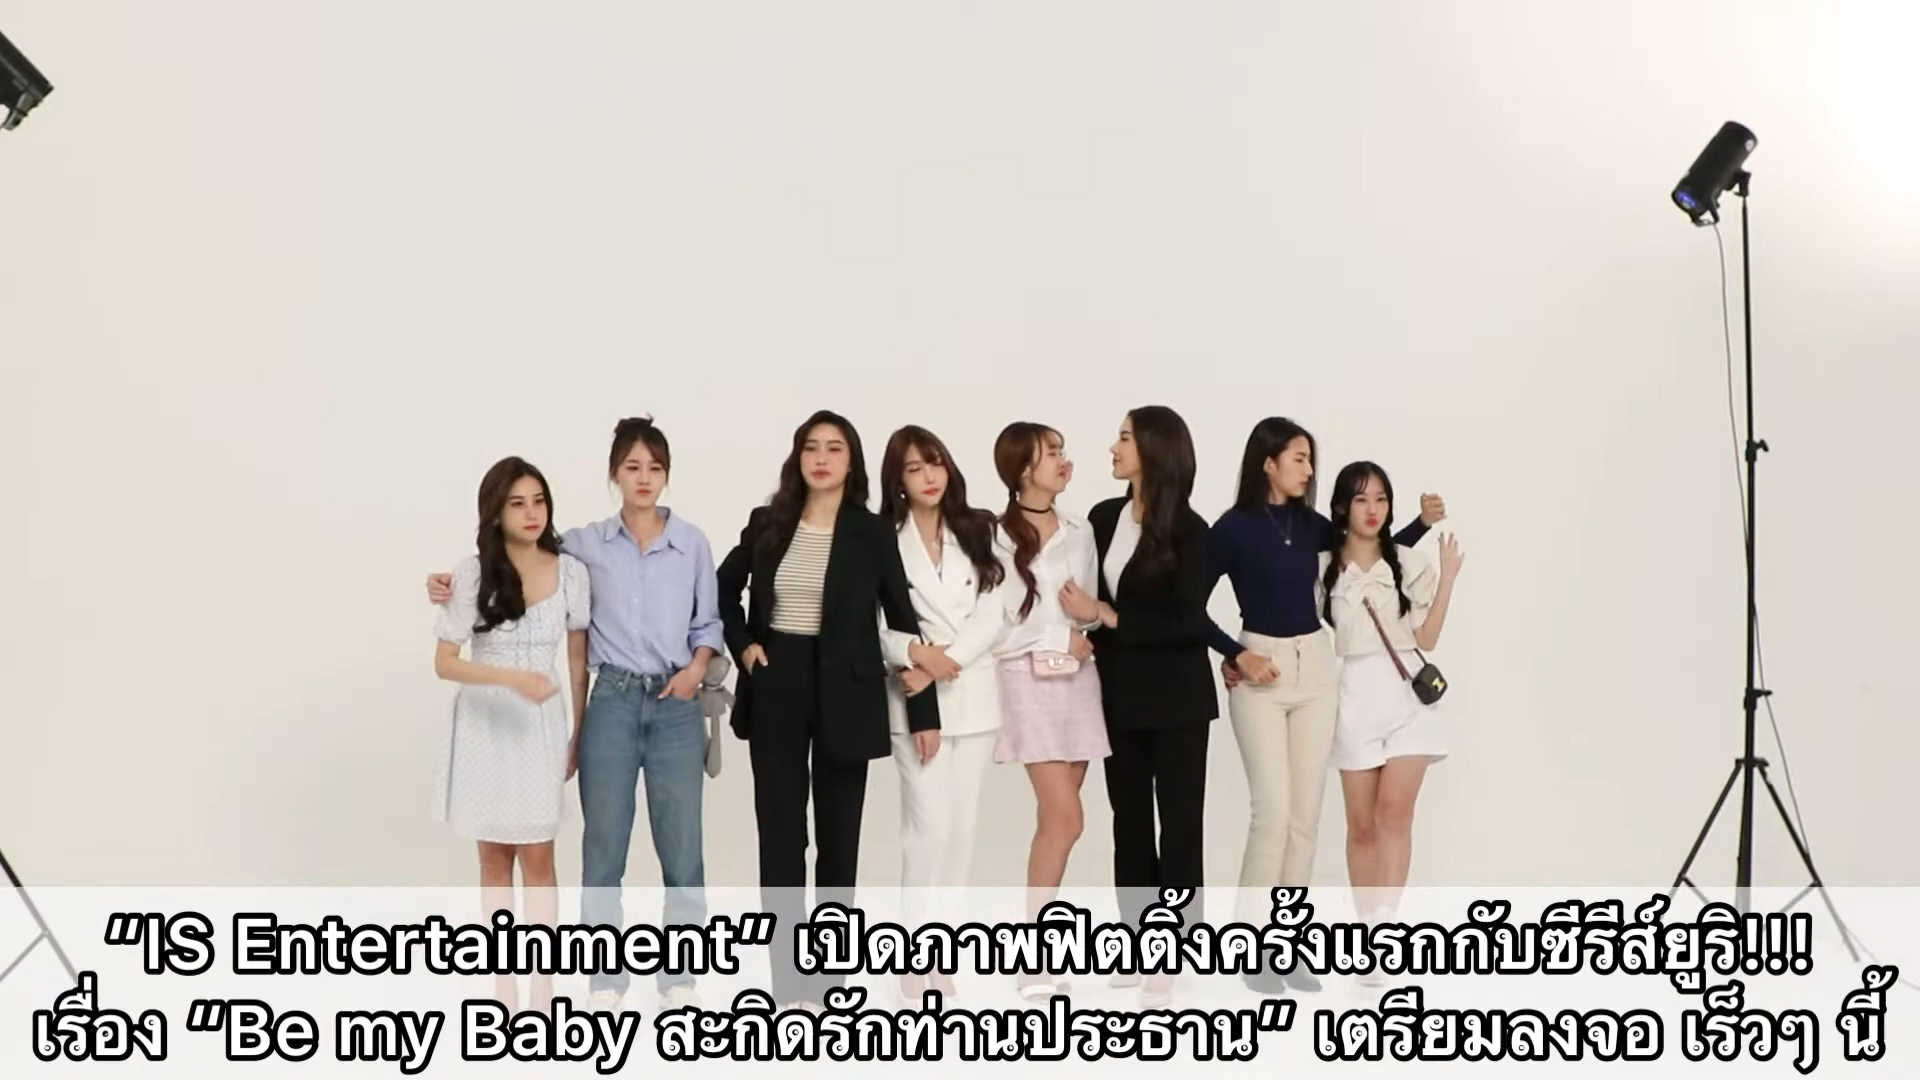 "IS Entertainment" เปิดภาพฟิตติ้งครั้งแรกกับซีรีส์ยูริ!!!
เรื่อง "Be my Baby สะกิดรักท่านประธาน" เตรียมลงจอ เร็วๆ นี้